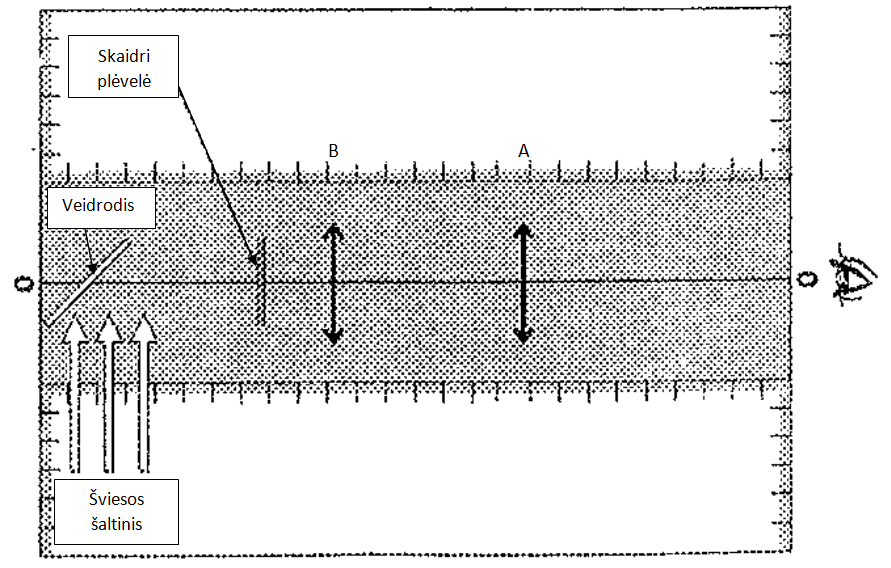 Skaidri
plėvelė
B
A
Veidrodis
O
O
Šviesos
šaltinis